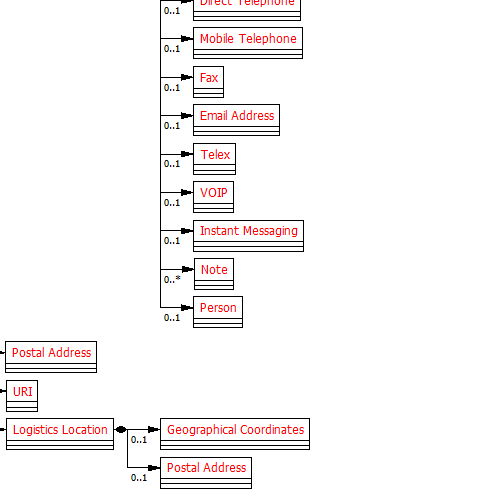 Direct Telephone
0..1
Mobile Telephone
0..1
Fax
0..1
Email Address
0..1
Telex
0..1
VOIP
0..1
Instant Messaging
0..1
Note
0..*
Person
0..1
Postal Address
URI
Logistics Location
Geographical Coordinates
0..1
Postal Address
0..1